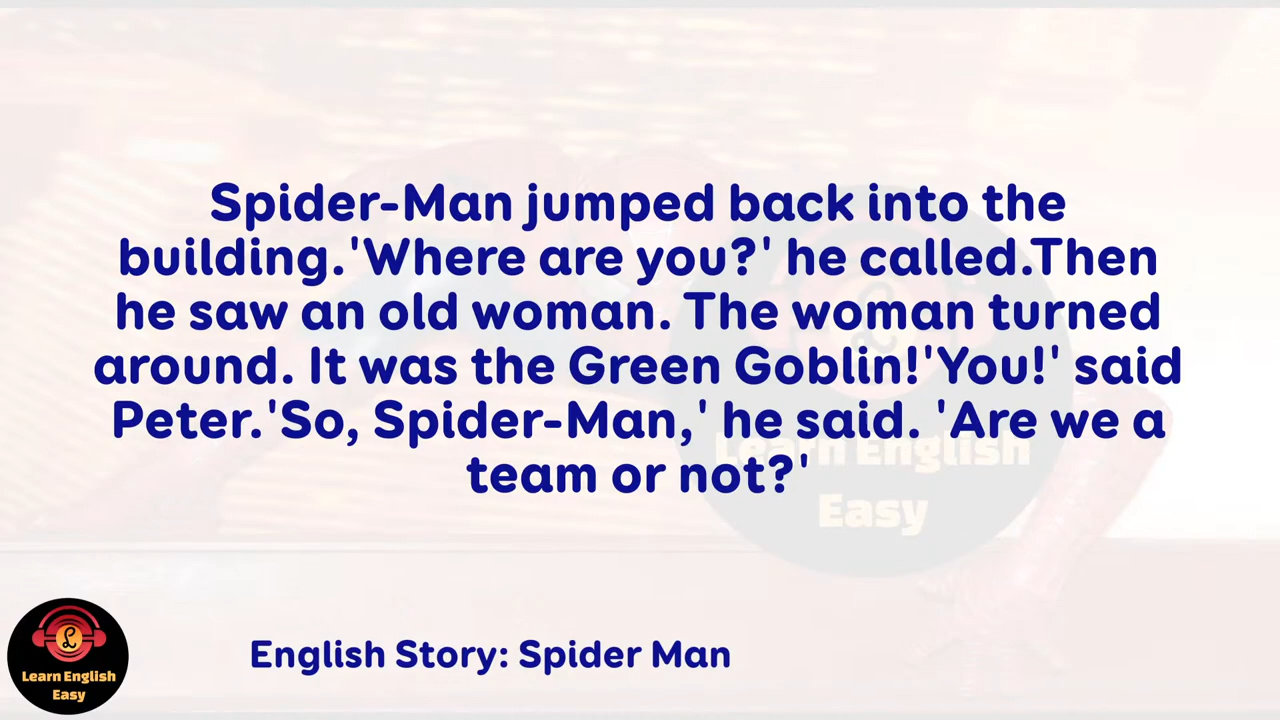 Spider-Man jumped back into the
building.'Where are you?' he called.Then
he saw an old woman. The woman turned
around. It was the Green Goblin!'You!' said
Peter.'So, Spider-Man,' he said. 'Are we a
team or not?'
Learn English
Easy
English Story: Spider Man
Learn English
Easy